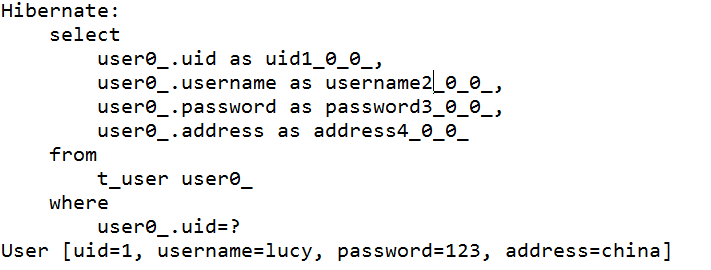 Hibernate:
    select
        user0_.uid as uid1_0_0_,
        user0_.username as username2_0_0_,
        user0_.password as password3_0_0_,
        user0_.address as address4_0_0_
    from
        t_user user0_
    where
        user0_.uid=?
User [uid=1, username=lucy, password=123, address=china]